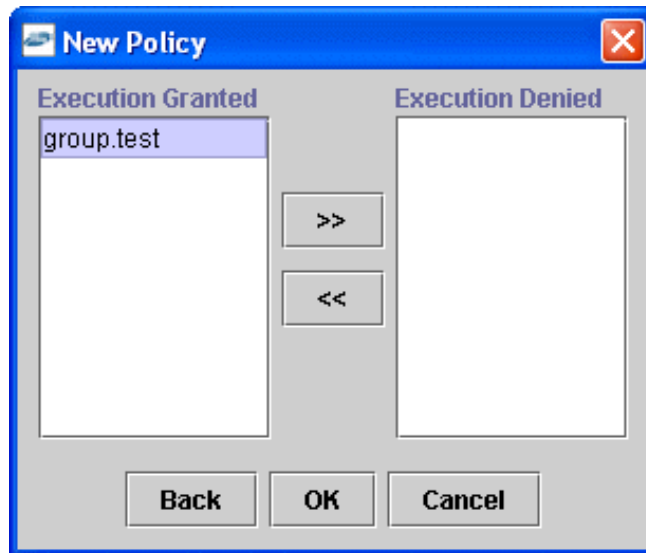 New Policy
Execution Granted
Execution Denied
group.test
>>
<<
Back
OK
Cancel